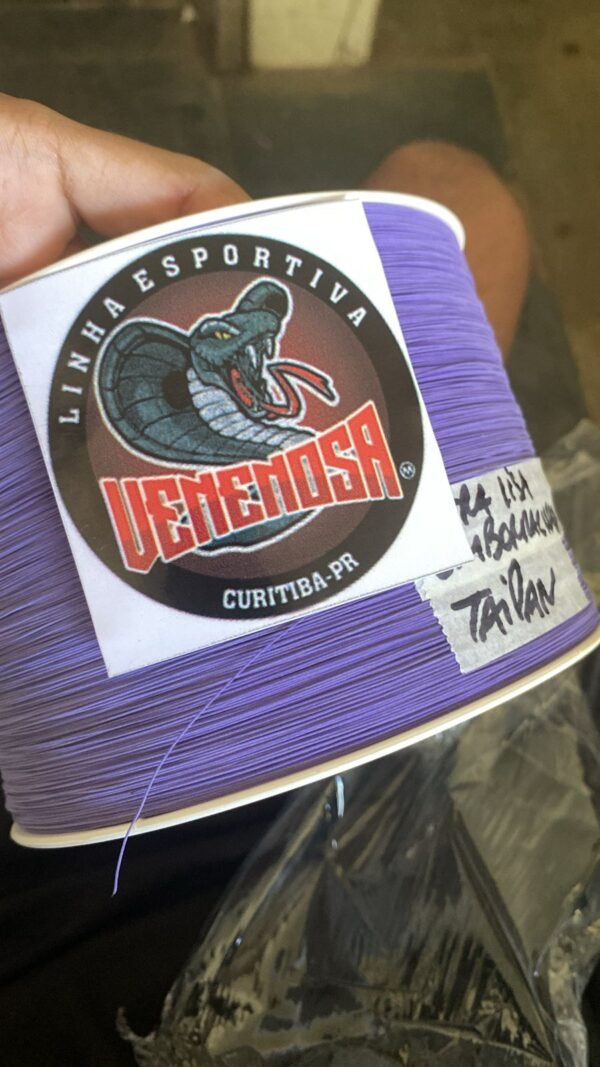 LINHA ESPORTIVA
VENENOSA
CURITIBA-PR
LISA
TAIPAN